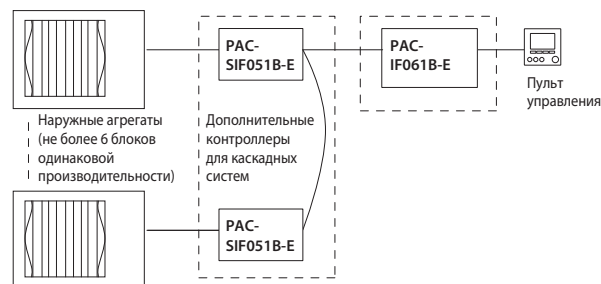 PAC-
SIF051B-E
PAC-
IF061B-E
Пульт
управления
Наружные агрегаты
(не более 6 блоков
одинаковой
производительности)
Дополнительные
контроллеры
для каскадных
систем
PAC-
SIF051B-E